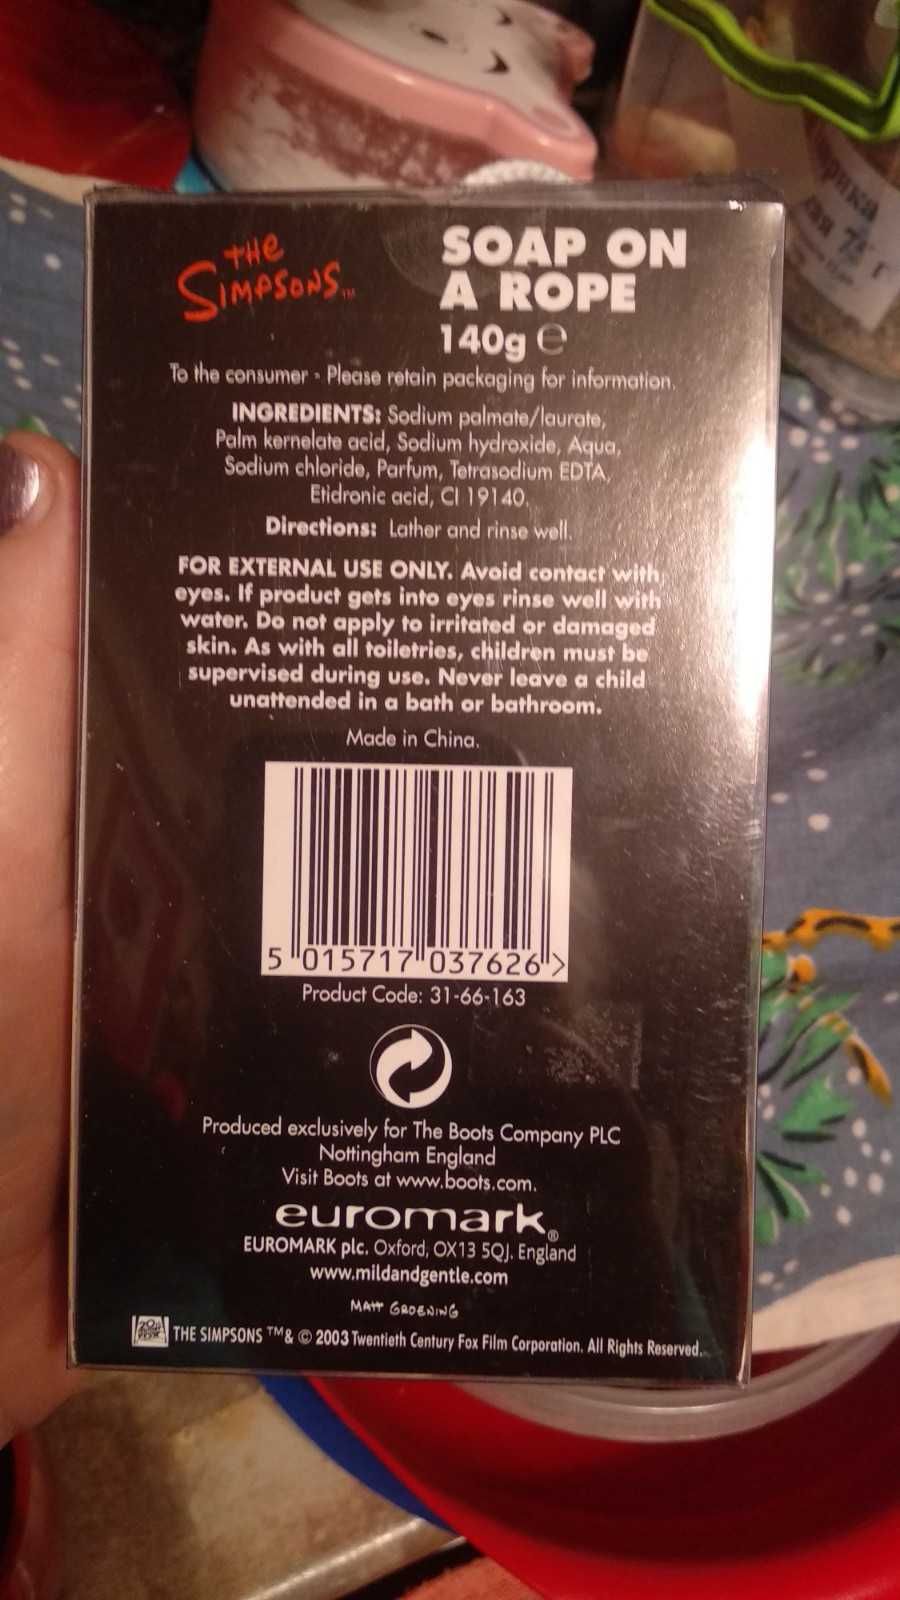 THE
SIMPSONS™
SOAP ON
A ROPE
140g ℮
To the consumer - Please retain packaging for information.
INGREDIENTS: Sodium palmate/laurate,
Palm kernelate acid, Sodium hydroxide, Aqua,
Sodium chloride, Parfum, Tetrasodium EDTA,
Etidronic acid, CI 19140.
Directions: Lather and rinse well.
FOR EXTERNAL USE ONLY. Avoid contact with
eyes. If product gets into eyes rinse well with
water. Do not apply to irritated or damaged
skin. As with all toiletries, children must be
supervised during use. Never leave a child
unattended in a bath or bathroom.
Made in China.
5 015717 037626 >
Product Code: 31-66-163
Produced exclusively for The Boots Company PLC
Nottingham England
Visit Boots at www.boots.com.
euromark®
EUROMARK plc. Oxford, OX13 5QJ. England
www.mildandgentle.com
MATT GROENING
THE SIMPSONS ™ & © 2003 Twentieth Century Fox Film Corporation. All Rights Reserved.